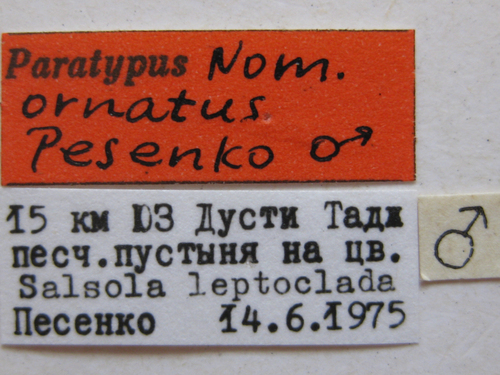 Paratypus Nom.
ornatus
Pesenko ♂
15 км ЮЗ Дусти Тадж
песч.пустыня на цв.
Salsola leptoclada
Песенко 14.6.1975
♂